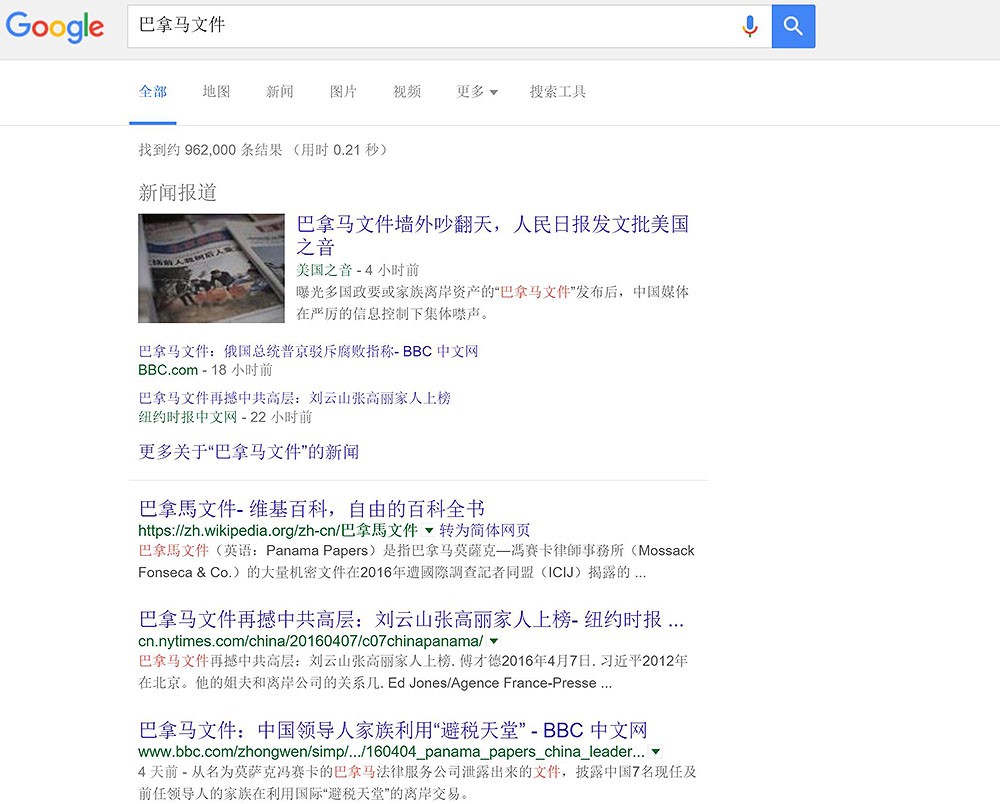 Google
巴拿马文件
全部 地图 新闻 图片 视频 更多 搜索工具
找到约 962,000 条结果 （用时 0.21 秒）
新闻报道
巴拿马文件墙外吵翻天，人民日报发文批美国
之音
美国之音 - 4 小时前
曝光多国政要或家族离岸资产的“巴拿马文件”发布后，中国媒体
在严厉的信息控制下集体噤声。
巴拿马文件：俄国总统普京驳斥腐败指称- BBC 中文网
BBC.com - 18 小时前
巴拿马文件再撼中共高层：刘云山张高丽家人上榜
纽约时报中文网 - 22 小时前
更多关于“巴拿马文件”的新闻
巴拿馬文件- 维基百科，自由的百科全书
https://zh.wikipedia.org/zh-cn/巴拿馬文件 转为简体网页
巴拿馬文件（英语：Panama Papers）是指巴拿马莫薩克—馮賽卡律師事務所（Mossack
Fonseca & Co.）的大量机密文件在2016年遭國際調查記者同盟（ICIJ）揭露的 ...
巴拿马文件再撼中共高层：刘云山张高丽家人上榜- 纽约时报 ...
cn.nytimes.com/china/20160407/c07chinapanama/
巴拿马文件再撼中共高层：刘云山张高丽家人上榜. 傅才德2016年4月7日. 习近平2012年
在北京。他的姐夫和离岸公司的关系几. Ed Jones/Agence France-Presse ...
巴拿马文件：中国领导人家族利用“避税天堂” - BBC 中文网
www.bbc.com/zhongwen/simp/.../160404_panama_papers_china_leader...
4 天前 - 从名为莫萨克冯赛卡的巴拿马法律服务公司泄露出来的文件，披露中国7名现任及
前任领导人的家族在利用国际“避税天堂”的离岸交易。